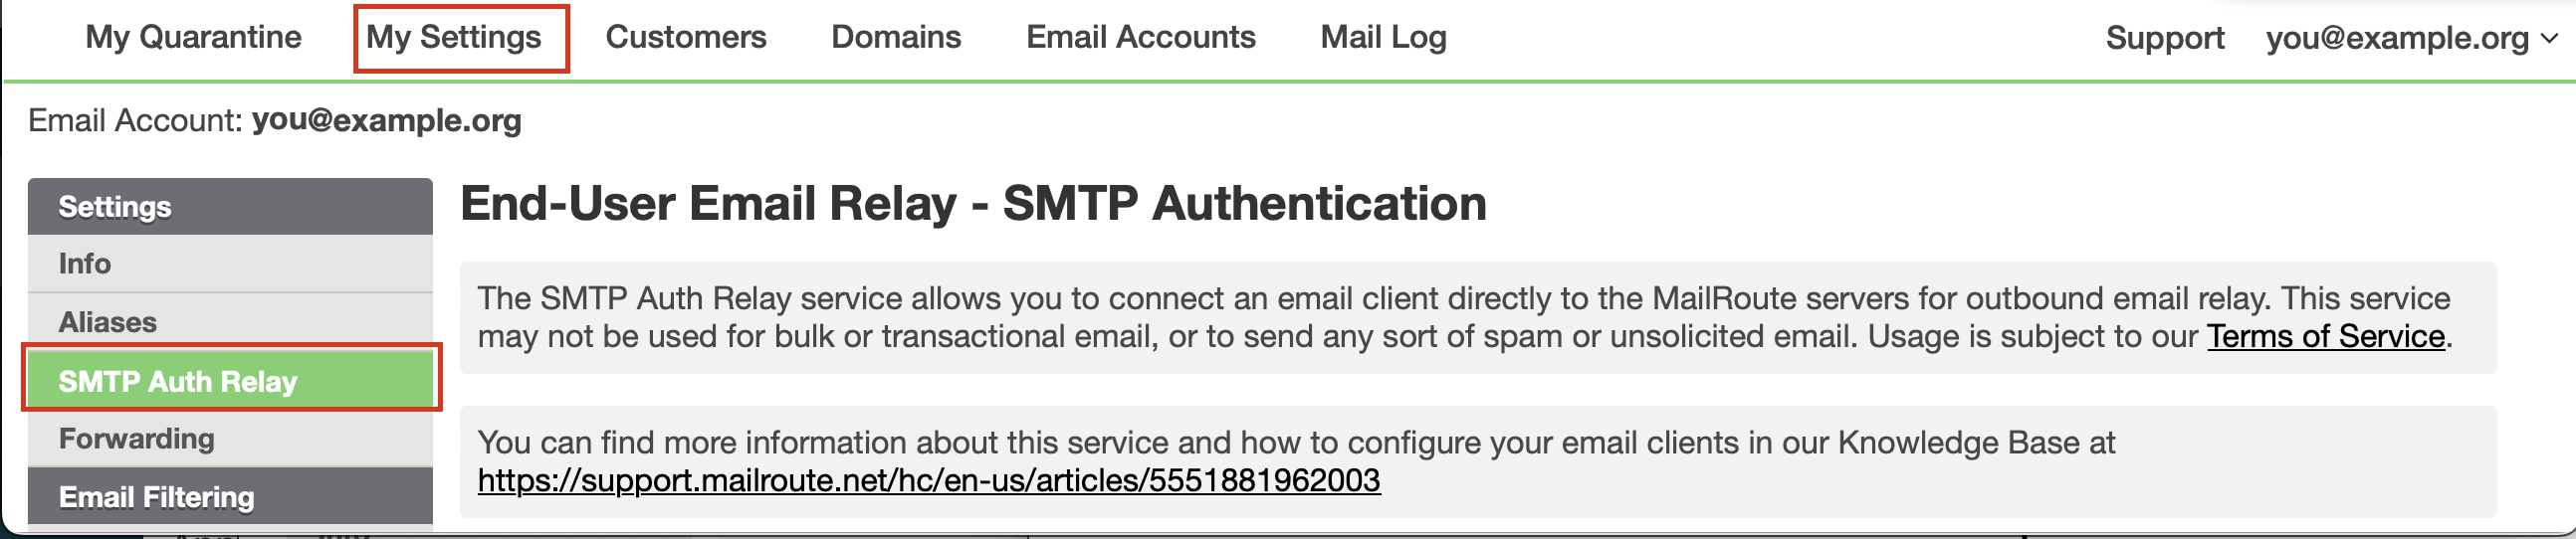 My Quarantine My Settings Customers Domains Email Accounts Mail Log Support you@example.org
Email Account: you@example.org
Settings
Info
Aliases
SMTP Auth Relay
Forwarding
Email Filtering
End-User Email Relay - SMTP Authentication
The SMTP Auth Relay service allows you to connect an email client directly to the MailRoute servers for outbound email relay. This service
may not be used for bulk or transactional email, or to send any sort of spam or unsolicited email. Usage is subject to our Terms of Service.
You can find more information about this service and how to configure your email clients in our Knowledge Base at
https://support.mailroute.net/hc/en-us/articles/5551881962003